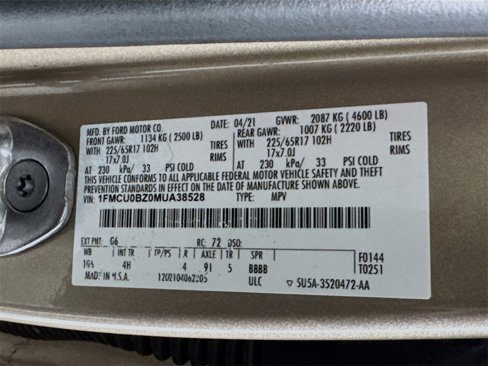 MFD. BY FORD MOTOR CO. DATE: 04/21 GVWR: 2087 KG (4600 LB)
FRONT GAWR: 1134 KG (2500 LB) REAR GAWR: 1007 KG (2220 LB)
WITH 225/65R17 102H TIRES WITH 225/65R17 102H TIRES
17x7.0J RIMS 17x7.0J RIMS
AT 230 kPa/ 33 PSI COLD AT 230 kPa/ 33 PSI COLD
THIS VEHICLE CONFORMS TO ALL APPLICABLE FEDERAL MOTOR VEHICLE SAFETY AND THEFT
PREVENTION STANDARDS IN EFFECT ON THE DATE OF MANUFACTURE SHOWN ABOVE.
VIN: 1FMCU0BZ0MUA38528 TYPE: MPV
EXT PNT: G6 RC: 72 DSO: F0144
WB INT TR TP/PS R AXLE TR SPR T0251
4H 4 91 5 BBBB
MADE IN U.S.A. ULC 5U5A-3520472-AA